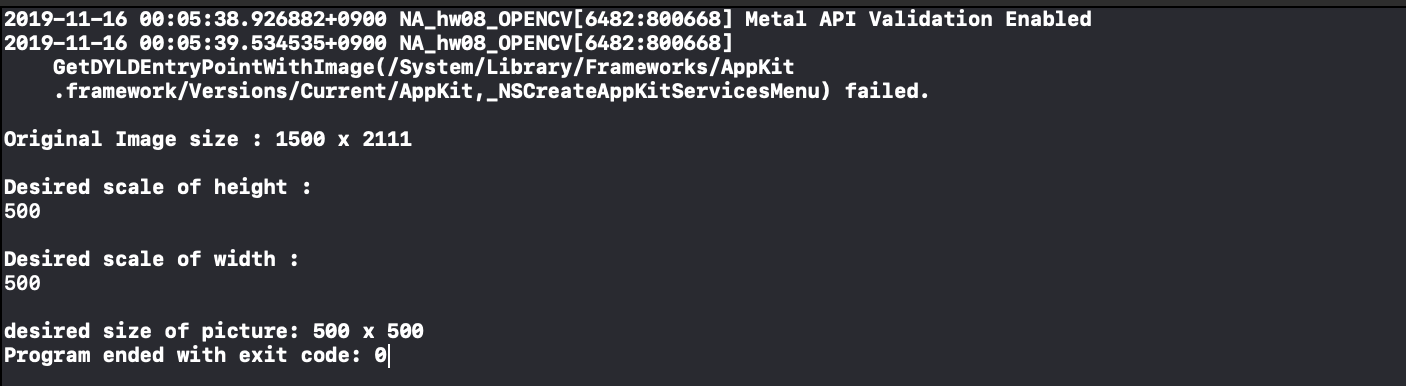 2019-11-16 00:05:38.926882+0900 NA_hw08_OPENCV[6482:800668] Metal API Validation Enabled
2019-11-16 00:05:39.534535+0900 NA_hw08_OPENCV[6482:800668]
GetDYLDEntryPointWithImage(/System/Library/Frameworks/AppKit
.framework/Versions/Current/AppKit,_NSCreateAppKitServicesMenu) failed.
Original Image size : 1500 x 2111
Desired scale of height :
500
Desired scale of width :
500
desired size of picture: 500 x 500
Program ended with exit code: 0